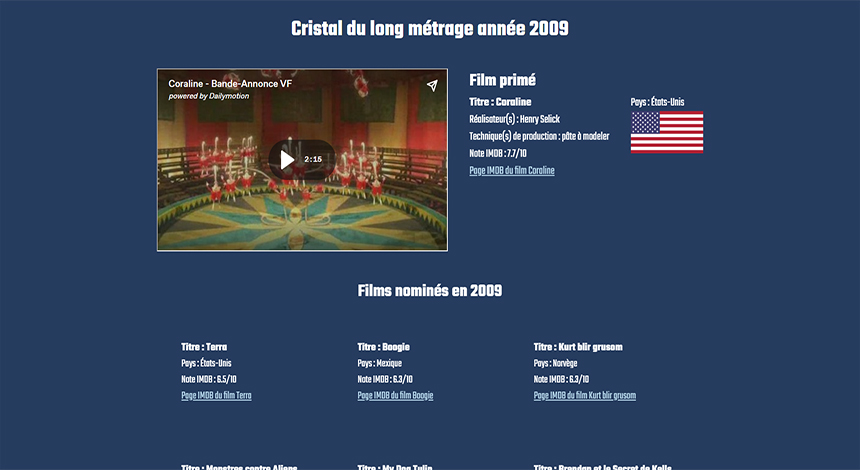 Cristal du long métrage année 2009
Coraline - Bande-Annonce VF
powered by Dailymotion
2:15
Film primé
Titre : Coraline
Réalisateur(s) : Henry Selick
Technique(s) de production : pâte à modeler
Note IMDB : 7.7/10
Page IMDB du film Coraline
Pays : États-Unis
Films nominés en 2009
Titre : Terra
Pays : États-Unis
Note IMDB : 6.5/10
Page IMDB du film Terra
Titre : Boogie
Pays : Mexique
Note IMDB : 6.3/10
Page IMDB du film Boogie
Titre : Kurt blir grusom
Pays : Norvège
Note IMDB : 6.3/10
Page IMDB du film Kurt blir grusom
Titre : Monstres contre Aliens
Titre : My Dog Tulip
Titre : Brendan et le Secret de Kells